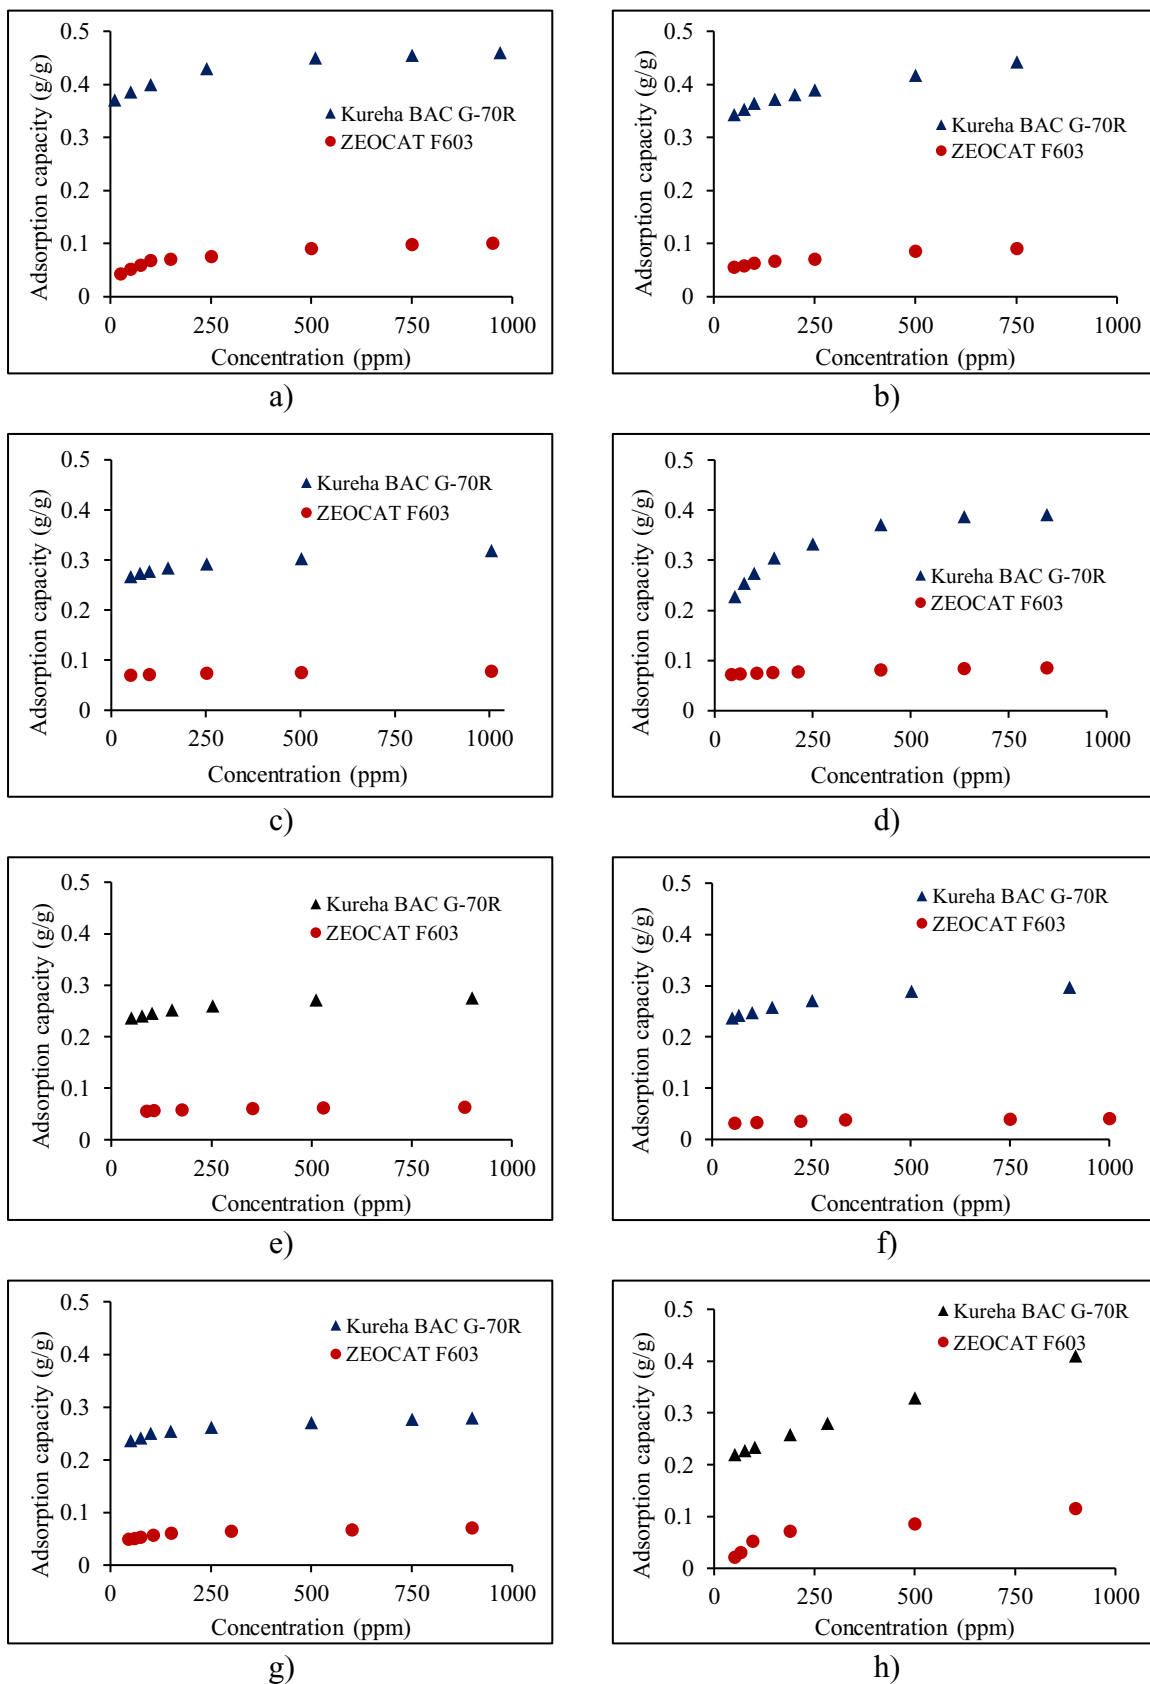 Adsorption capacity (g/g)
0.5
0.4
0.3
0.2
0.1
0
Kureha BAC G-70R
ZEOCAT F603
0 250 500 750 1000
Concentration (ppm)
a)
Adsorption capacity (g/g)
0.5
0.4
0.3
0.2
0.1
0
Kureha BAC G-70R
ZEOCAT F603
0 250 500 750 1000
Concentration (ppm)
b)
Adsorption capacity (g/g)
0.5
0.4
0.3
0.2
0.1
0
Kureha BAC G-70R
ZEOCAT F603
0 250 500 750 1000
Concentration (ppm)
c)
Adsorption capacity (g/g)
0.5
0.4
0.3
0.2
0.1
0
Kureha BAC G-70R
ZEOCAT F603
0 250 500 750 1000
Concentration (ppm)
d)
Adsorption capacity (g/g)
0.5
0.4
0.3
0.2
0.1
0
Kureha BAC G-70R
ZEOCAT F603
0 250 500 750 1000
Concentration (ppm)
e)
Adsorption capacity (g/g)
0.5
0.4
0.3
0.2
0.1
0
Kureha BAC G-70R
ZEOCAT F603
0 250 500 750 1000
Concentration (ppm)
f)
Adsorption capacity (g/g)
0.5
0.4
0.3
0.2
0.1
0
Kureha BAC G-70R
ZEOCAT F603
0 250 500 750 1000
Concentration (ppm)
g)
Adsorption capacity (g/g)
0.5
0.4
0.3
0.2
0.1
0
Kureha BAC G-70R
ZEOCAT F603
0 250 500 750 1000
Concentration (ppm)
h)